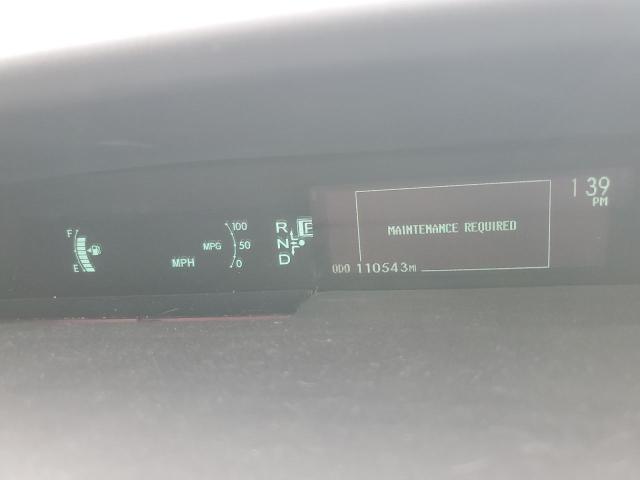 F
E
MPH
MPG
100
50
0
R
N
D
P
MAINTENANCE REQUIRED
ODO 110543 MI
1 39
PM